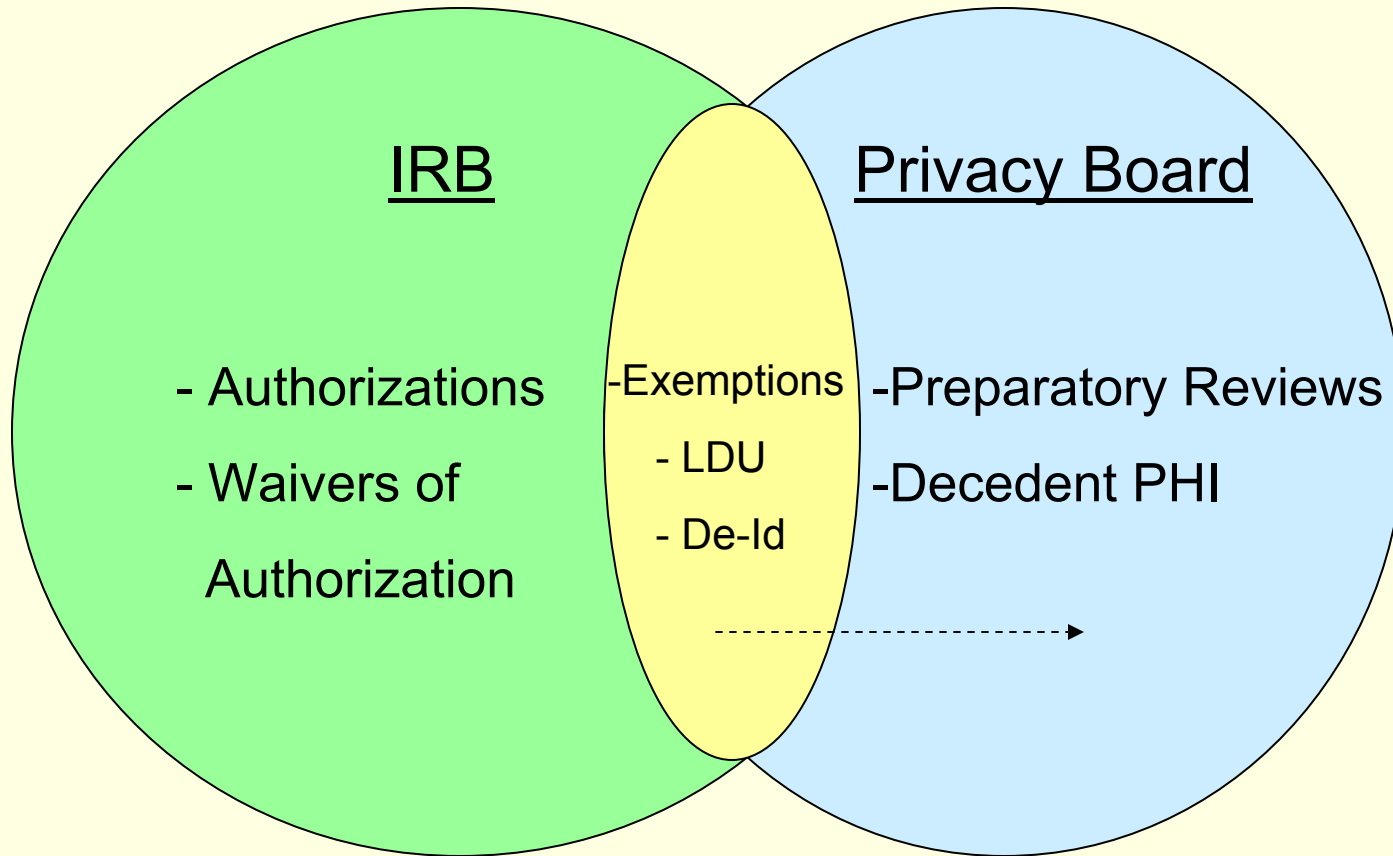 IRB
- Authorizations
- Waivers of
Authorization
-Exemptions
- LDU
- De-Id
Privacy Board
-Preparatory Reviews
-Decedent PHI